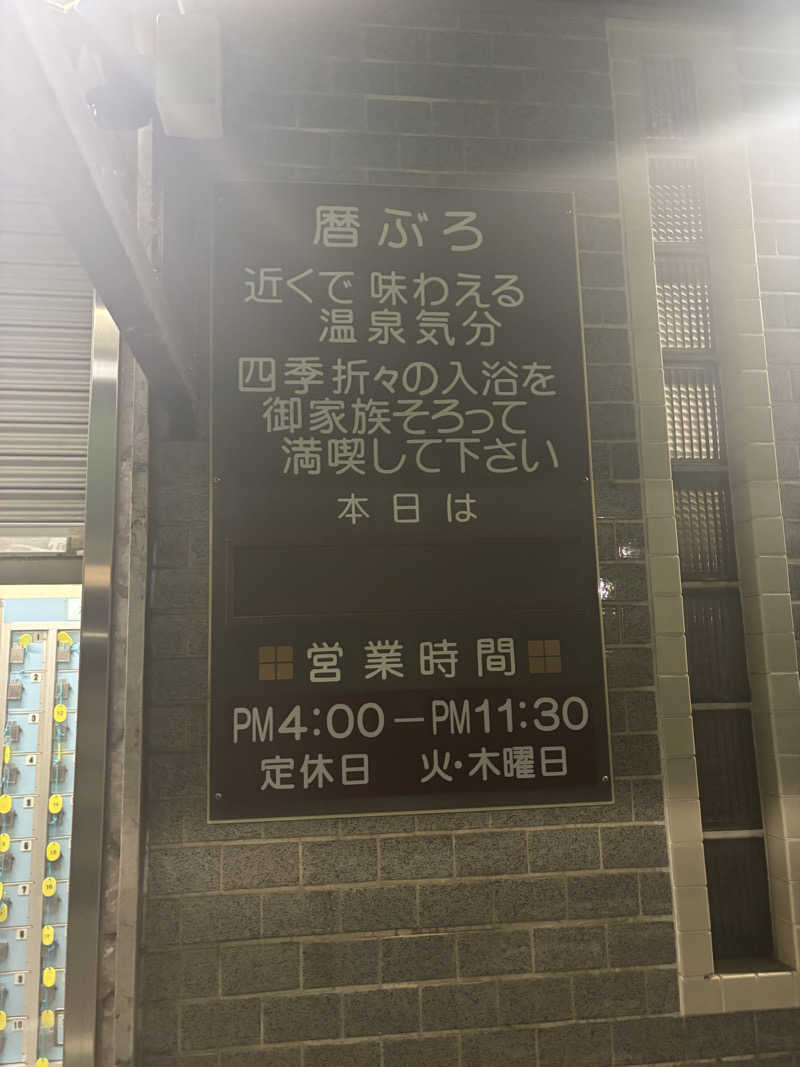 暦ぶろ
近くで 味わえる
温泉気分
四季折々の入浴を
御家族そろって
満喫して下さい
本日は
営業時間
PM4:00−PM11:30
定休日 火・木曜日